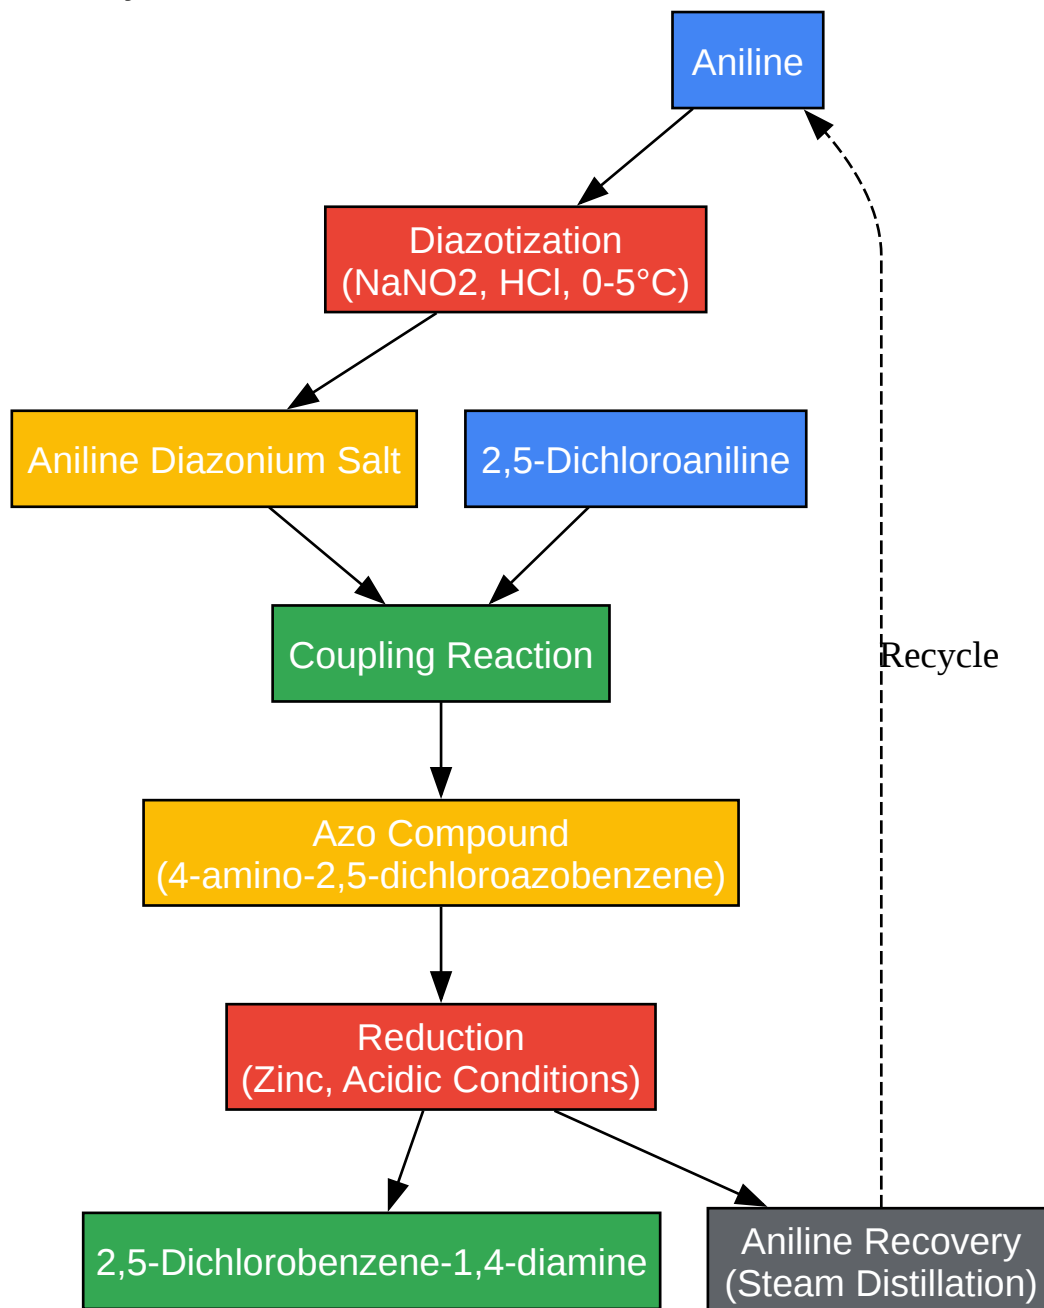 Aniline
Diazotization
(NaNO2, HCl, 0-5°C)
Aniline Diazonium Salt
2,5-Dichloroaniline
Coupling Reaction
Recycle
Azo Compound
(4-amino-2,5-dichloroazobenzene)
Reduction
(Zinc, Acidic Conditions)
2,5-Dichlorobenzene-1,4-diamine
Aniline Recovery
(Steam Distillation)